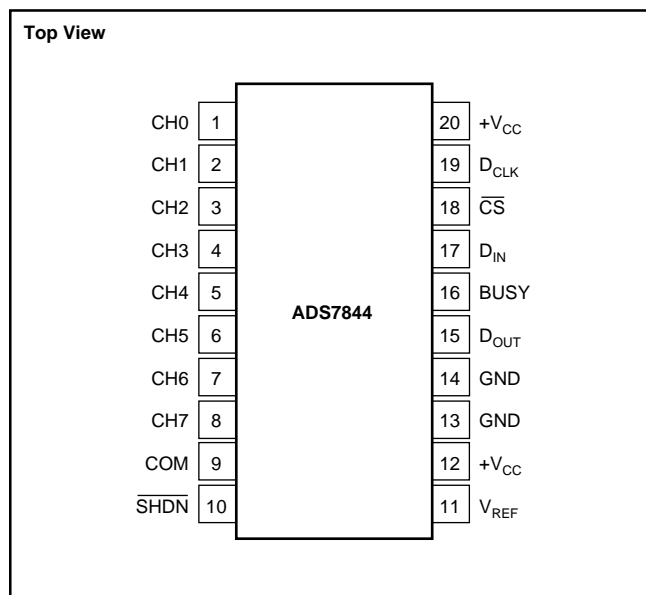 Top View
CH0 1 20 +VCC
CH1 2 19 DCLK
CH2 3 18 C̅S̅
CH3 4 17 DIN
CH4 5 ADS7844 16 BUSY
CH5 6 15 DOUT
CH6 7 14 GND
CH7 8 13 GND
COM 9 12 +VCC
S̅H̅D̅N̅ 10 11 VREF